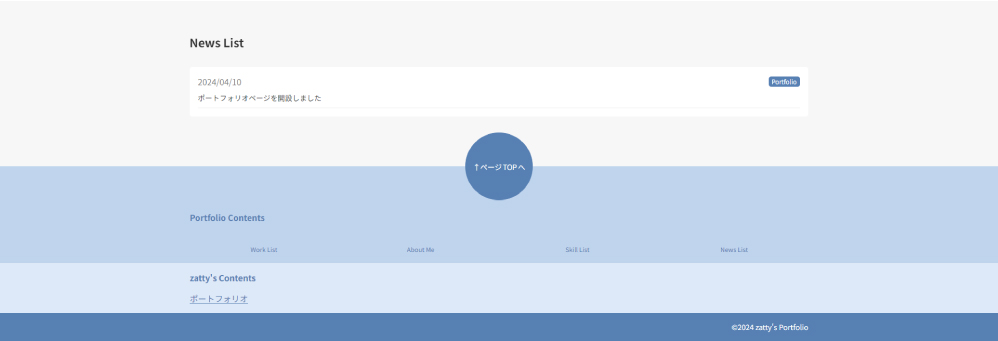 News List
2024/04/10 Portfolio
ポートフォリオページを開設しました
↑ページTOPへ
Portfolio Contents
Work List About Me Skill List News List
zatty's Contents
ポートフォリオ
©2024 zatty's Portfolio